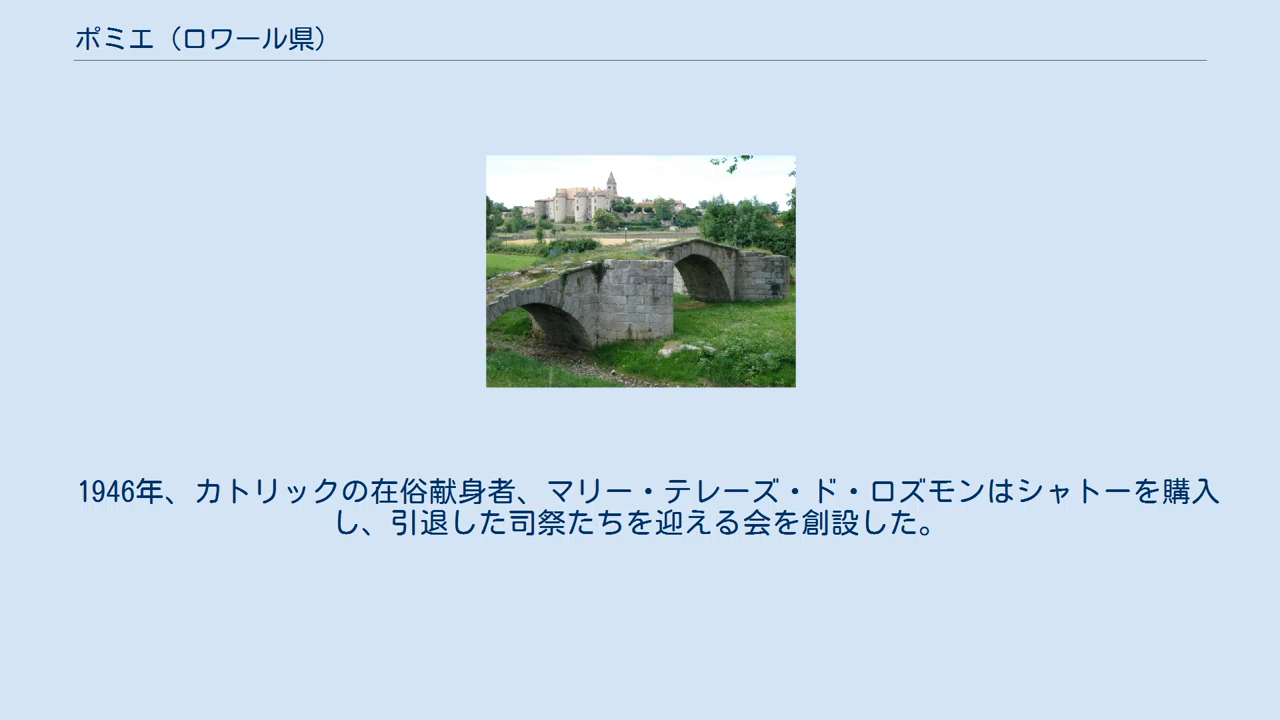 ポミエ（ロワール県）
1946年、カトリックの在俗献身者、マリー・テレーズ・ド・ロズモンはシャトーを購入
し、引退した司祭たちを迎える会を創設した。